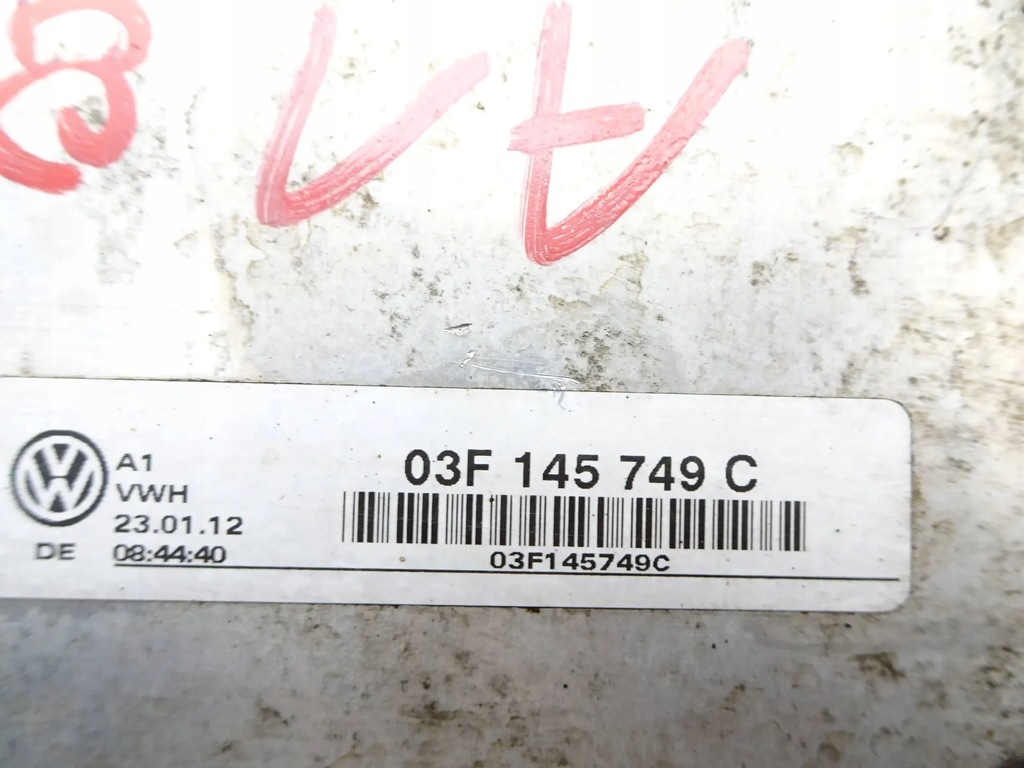 A1
VWH
23.01.12
DE 08:44:40
03F 145 749 C
03F145749C